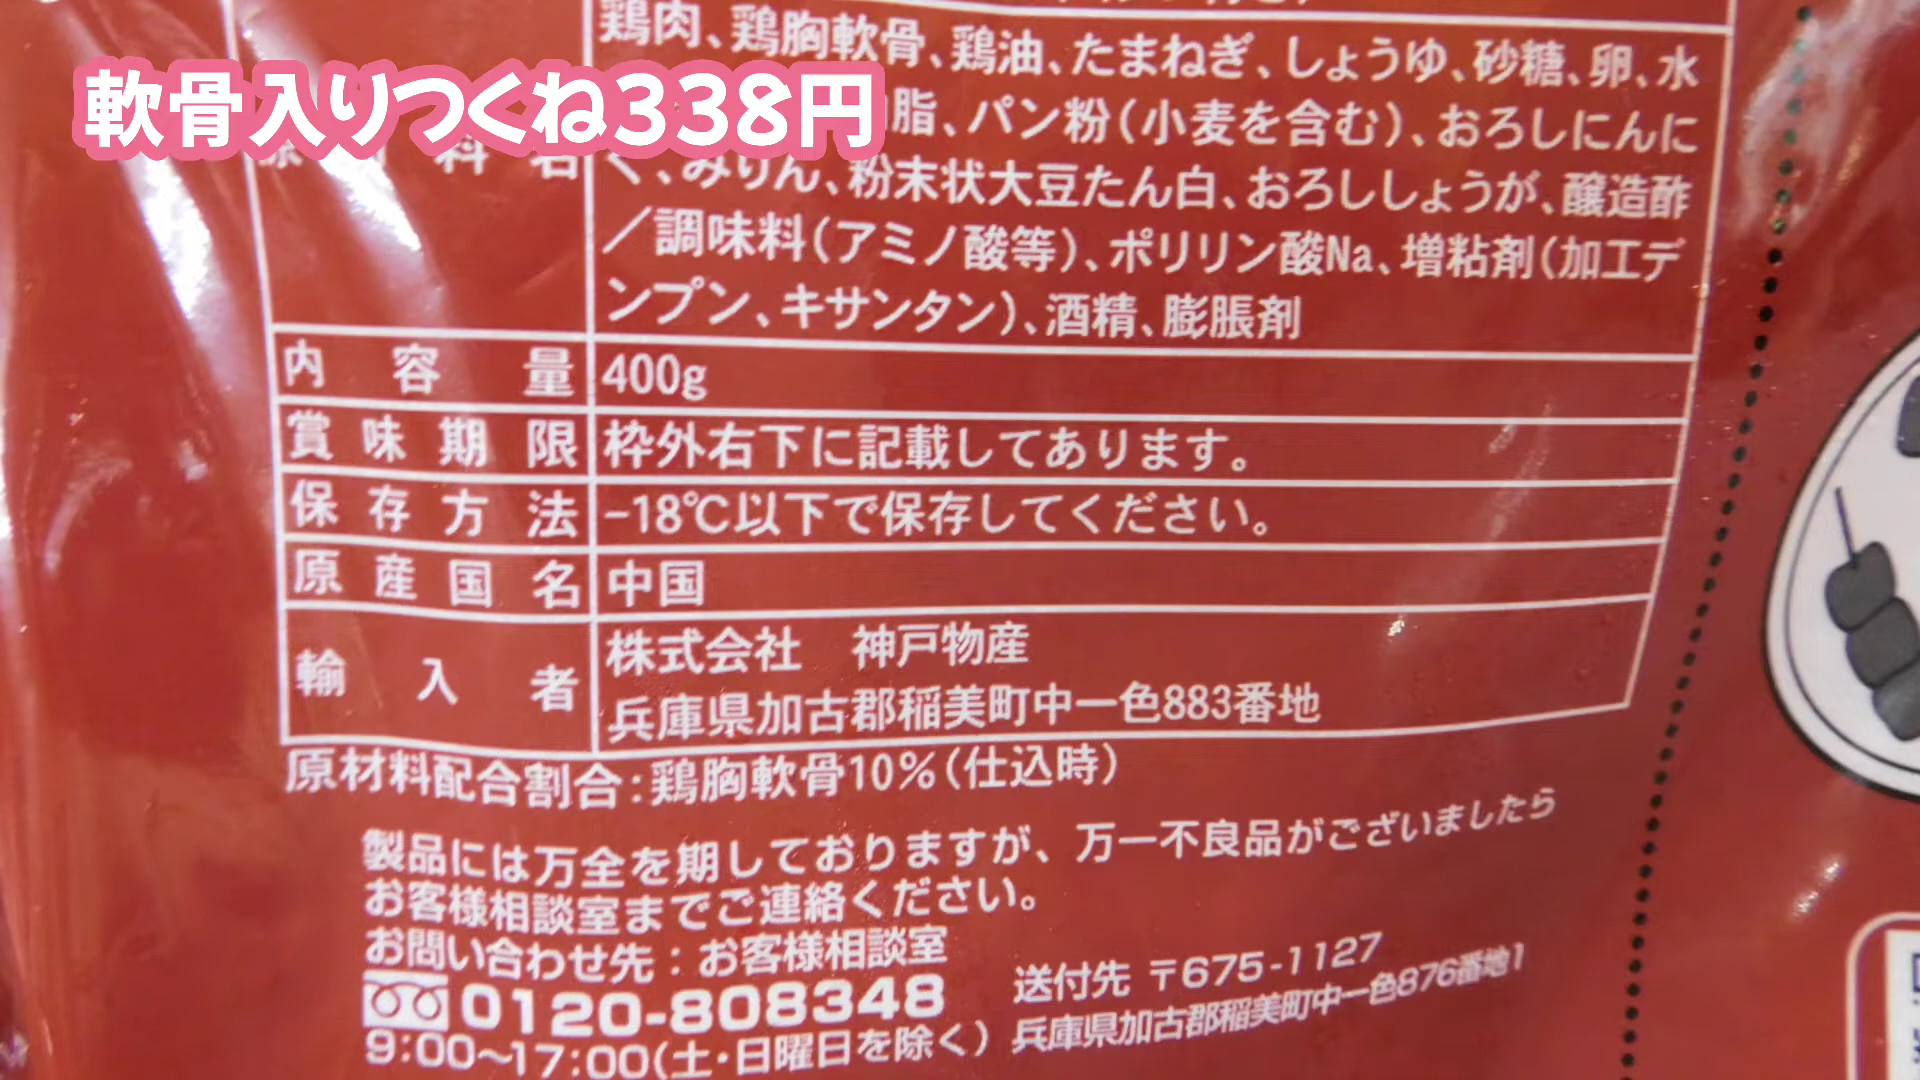 軟骨入りつくね338円
鶏肉、鶏胸軟骨、鶏油、たまねぎ、しょうゆ、砂糖、卵、水
脂、パン粉(小麦を含む)、おろしにんに
料名 く、みりん、粉末状大豆たん白、おろししょうが、醸造酢
/調味料(アミノ酸等)、ポリリン酸Na、増粘剤(加工デ
ンプン、キサンタン)、酒精、膨脹剤
内容量 400g
賞味期限 枠外右下に記載してあります。
保存方法 -18℃以下で保存してください。
原産国名 中国
輸入者 株式会社 神戸物産
兵庫県加古郡稲美町中一色883番地
原材料配合割合:鶏胸軟骨10%(仕込時)
製品には万全を期しておりますが、万一不良品がございましたら
お客様相談室までご連絡ください。
お問い合わせ先:お客様相談室
0120-808348
9:00~17:00(土・日曜日を除く)
送付先 〒675-1127
兵庫県加古郡稲美町中一色876番地1